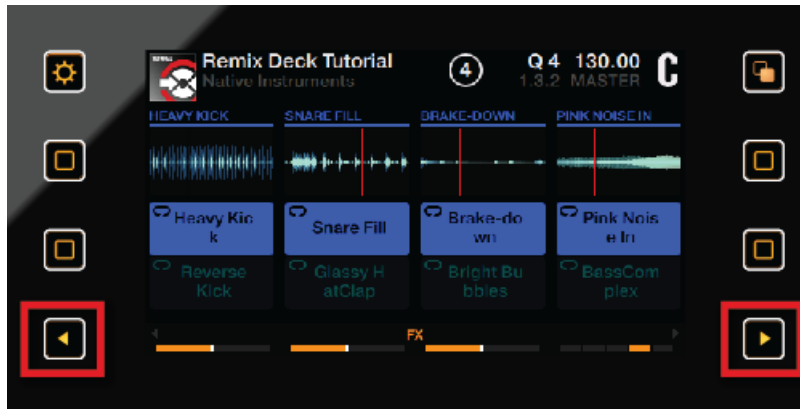 Remix Deck Tutorial
Native Instruments
4
Q 4 130.00
1.3.2 MASTER
C
HEAVY KICK SNARE FILL BRAKE-DOWN PINK NOISE IN
Heavy Kic
k
Snare Fill
Brake-do
wn
Pink Nois
e In
Reverse
Kick
Glassy H
atClap
Bright Bu
bbles
BassCom
plex
FX